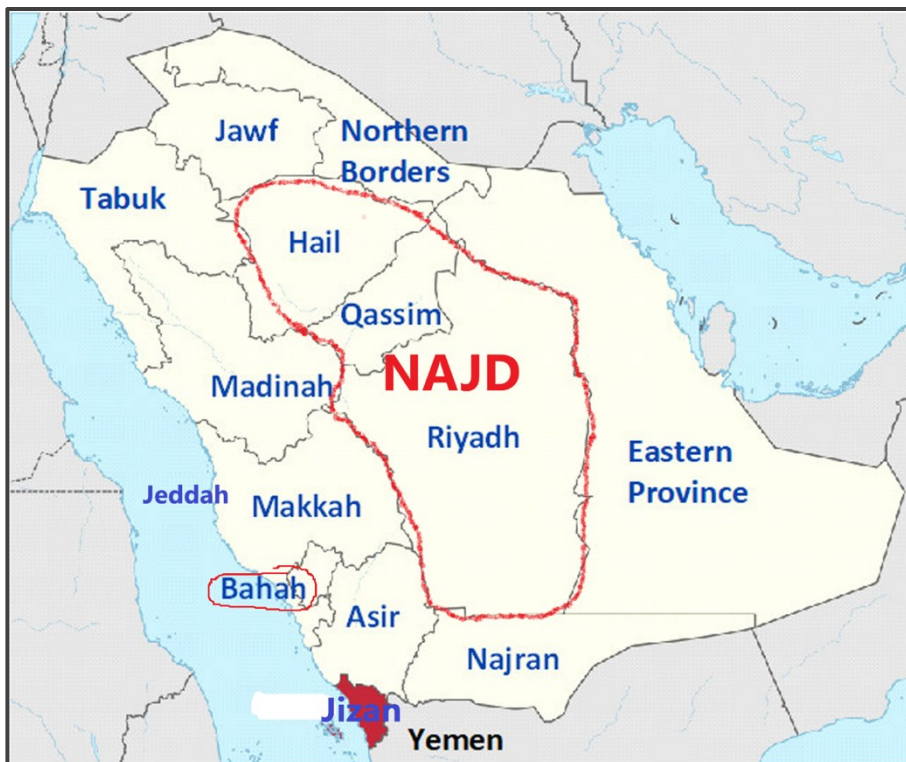 Jawf
Northern
Borders
Tabuk
Hail
Qassim
NAJD
Madinah
Riyadh
Eastern
Province
Jeddah
Makkah
Bahah
Asir
Najran
Jizan
Yemen